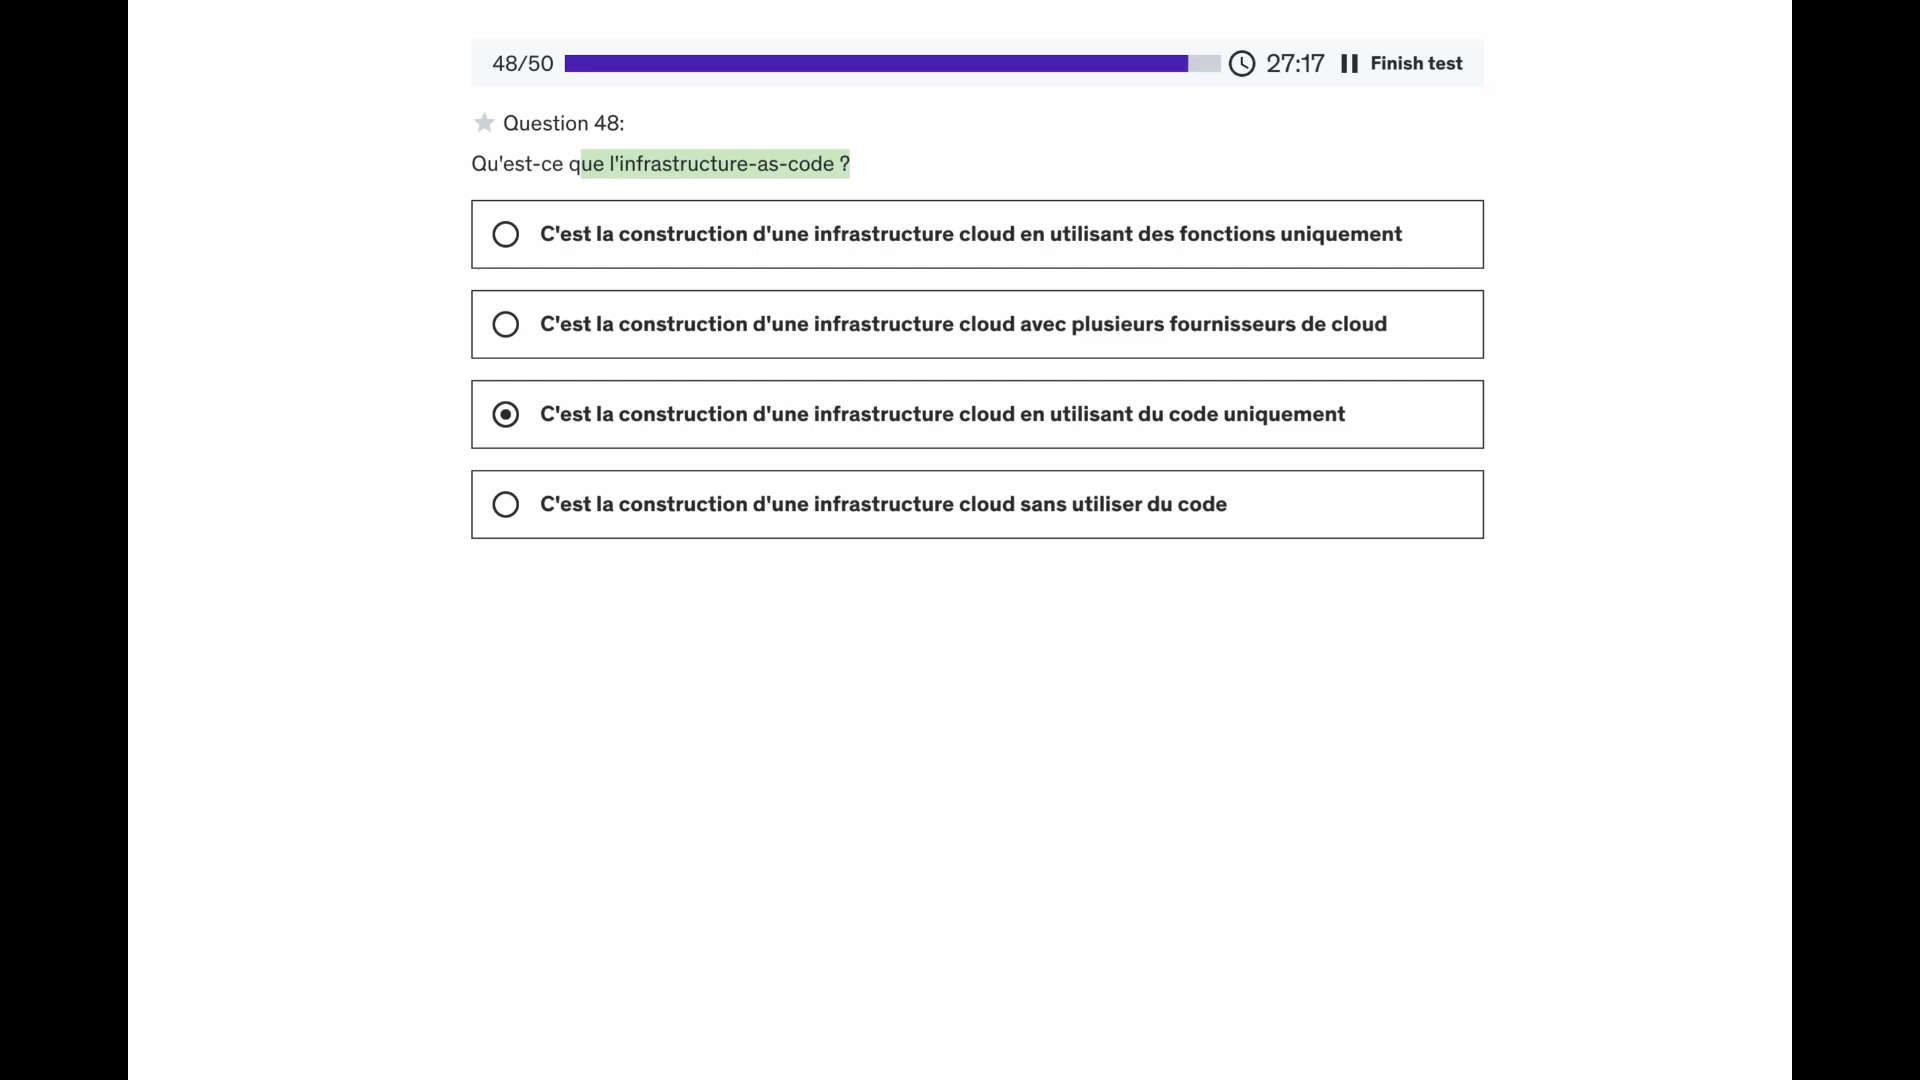 48/50 27:17 Finish test
Question 48:
Qu'est-ce que l'infrastructure-as-code ?
C'est la construction d'une infrastructure cloud en utilisant des fonctions uniquement
C'est la construction d'une infrastructure cloud avec plusieurs fournisseurs de cloud
C'est la construction d'une infrastructure cloud en utilisant du code uniquement
C'est la construction d'une infrastructure cloud sans utiliser du code